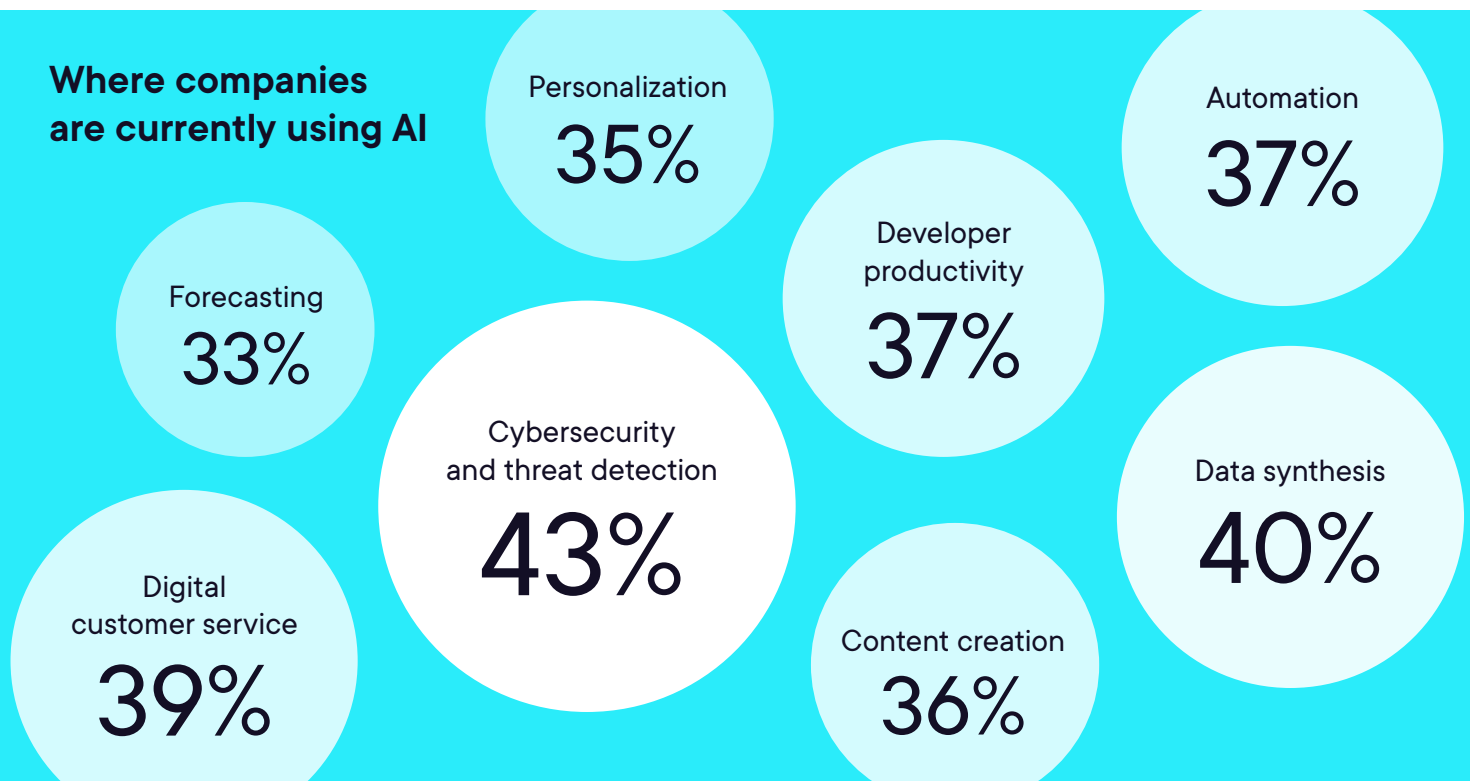 Where companies
are currently using AI
Personalization
35%
Automation
37%
Developer
productivity
37%
Forecasting
33%
Cybersecurity
and threat detection
43%
Data synthesis
40%
Digital
customer service
39%
Content creation
36%